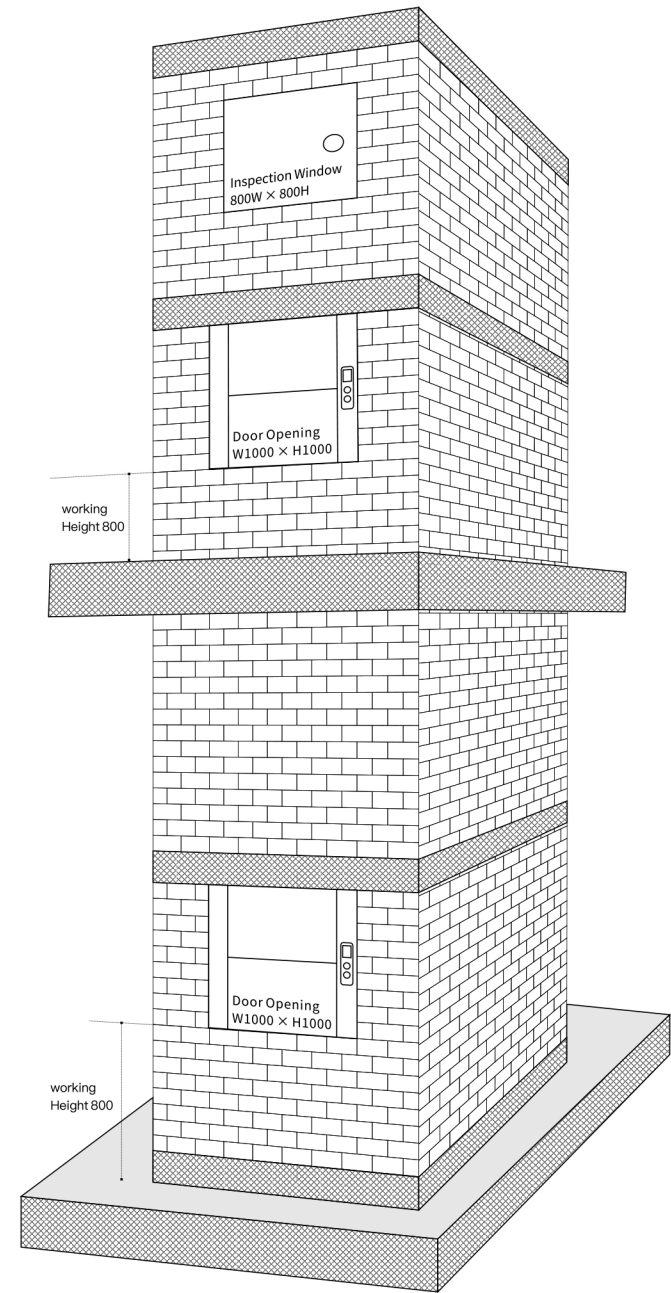 Inspection Window
800W × 800H
Door Opening
W1000 × H1000
working
Height 800
Door Opening
W1000 × H1000
working
Height 800